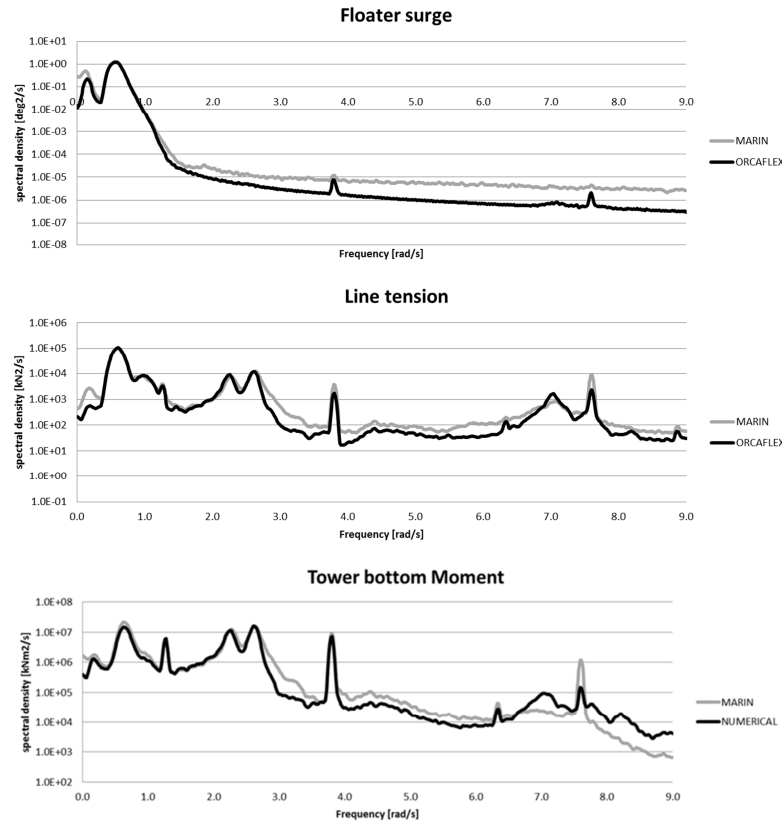 Floater surge
1.0E+01
1.0E+00
1.0E-01
1.0E-02
1.0E-03
1.0E-04
1.0E-05
1.0E-06
1.0E-07
1.0E-08
spectral density [deg2/s]
0.0 1.0 2.0 3.0 4.0 5.0 6.0 7.0 8.0 9.0
Frequency [rad/s]
MARIN
ORCAFLEX
Line tension
1.0E+06
1.0E+05
1.0E+04
1.0E+03
1.0E+02
1.0E+01
1.0E+00
1.0E-01
spectral density [kN2/s]
0.0 1.0 2.0 3.0 4.0 5.0 6.0 7.0 8.0 9.0
Frequency [rad/s]
MARIN
ORCAFLEX
Tower bottom Moment
1.0E+08
1.0E+07
1.0E+06
1.0E+05
1.0E+04
1.0E+03
1.0E+02
spectral density [kNm2/s]
0.0 1.0 2.0 3.0 4.0 5.0 6.0 7.0 8.0 9.0
Frequency [rad/s]
MARIN
NUMERICAL